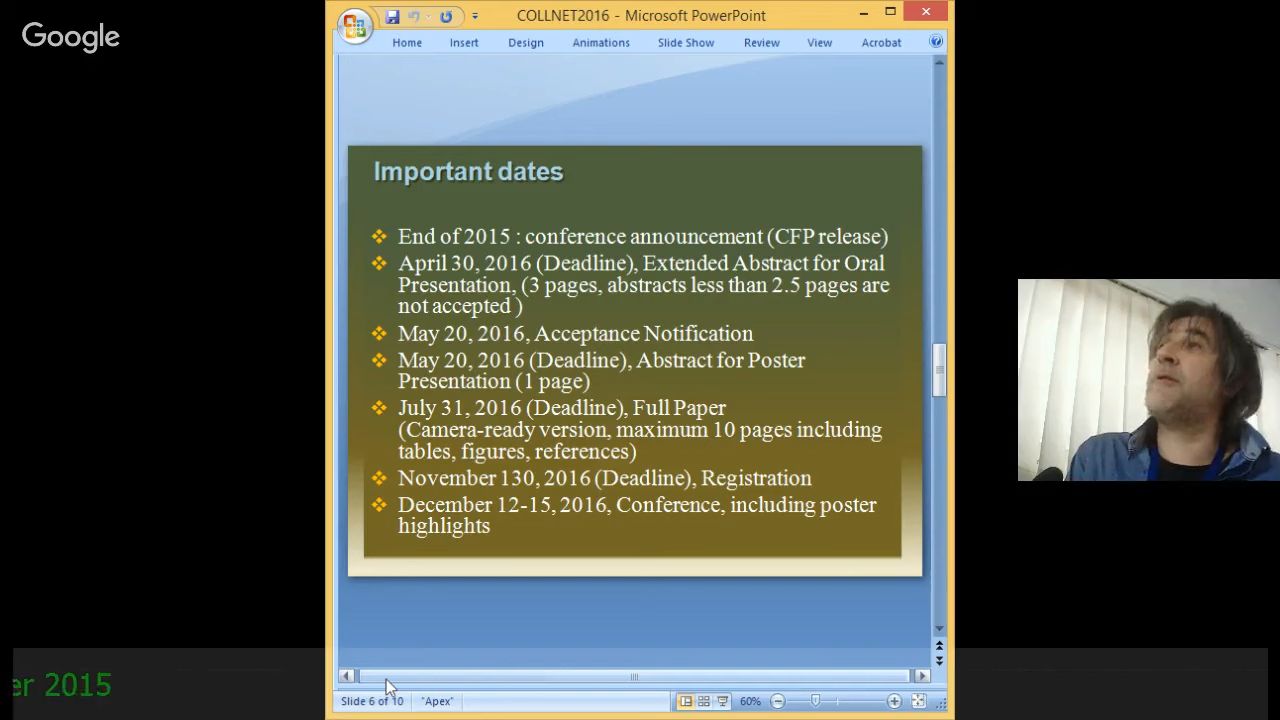 Google
COLLNET2016 - Microsoft PowerPoint
Home Insert Design Animations Slide Show Review View Acrobat
Important dates
End of 2015 : conference announcement (CFP release)
April 30, 2016 (Deadline), Extended Abstract for Oral
Presentation, (3 pages, abstracts less than 2.5 pages are
not accepted )
May 20, 2016, Acceptance Notification
May 20, 2016 (Deadline), Abstract for Poster
Presentation (1 page)
July 31, 2016 (Deadline), Full Paper
(Camera-ready version, maximum 10 pages including
tables, figures, references)
November 130, 2016 (Deadline), Registration
December 12-15, 2016, Conference, including poster
highlights
er 2015
Slide 6 of 10 "Apex" 60%